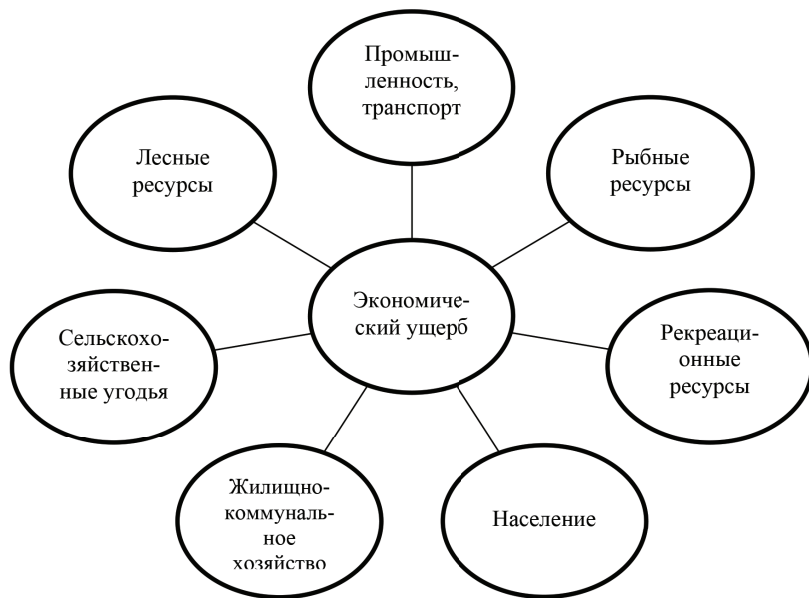 Промыш-
ленность,
транспорт
Лесные
ресурсы
Рыбные
ресурсы
Экономиче-
ский ущерб
Сельскохо-
зяйствен-
ные угодья
Рекреаци-
онные
ресурсы
Жилищно-
коммуналь-
ное
хозяйство
Население